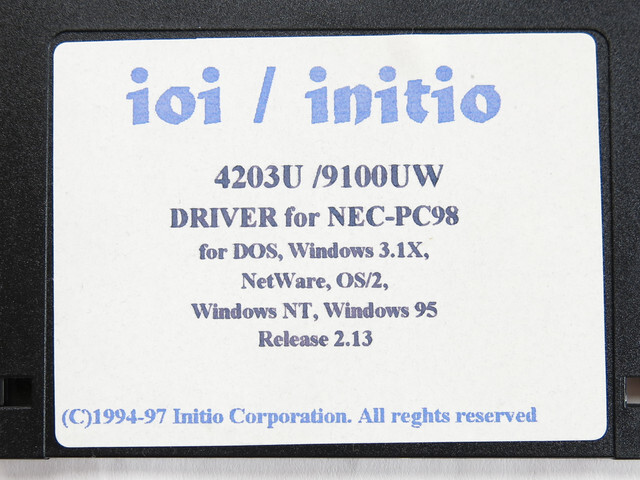 ioi / initio
4203U /9100UW
DRIVER for NEC-PC98
for DOS, Windows 3.1X,
NetWare, OS/2,
Windows NT, Windows 95
Release 2.13
(C)1994-97 Initio Corporation. All reghts reserved